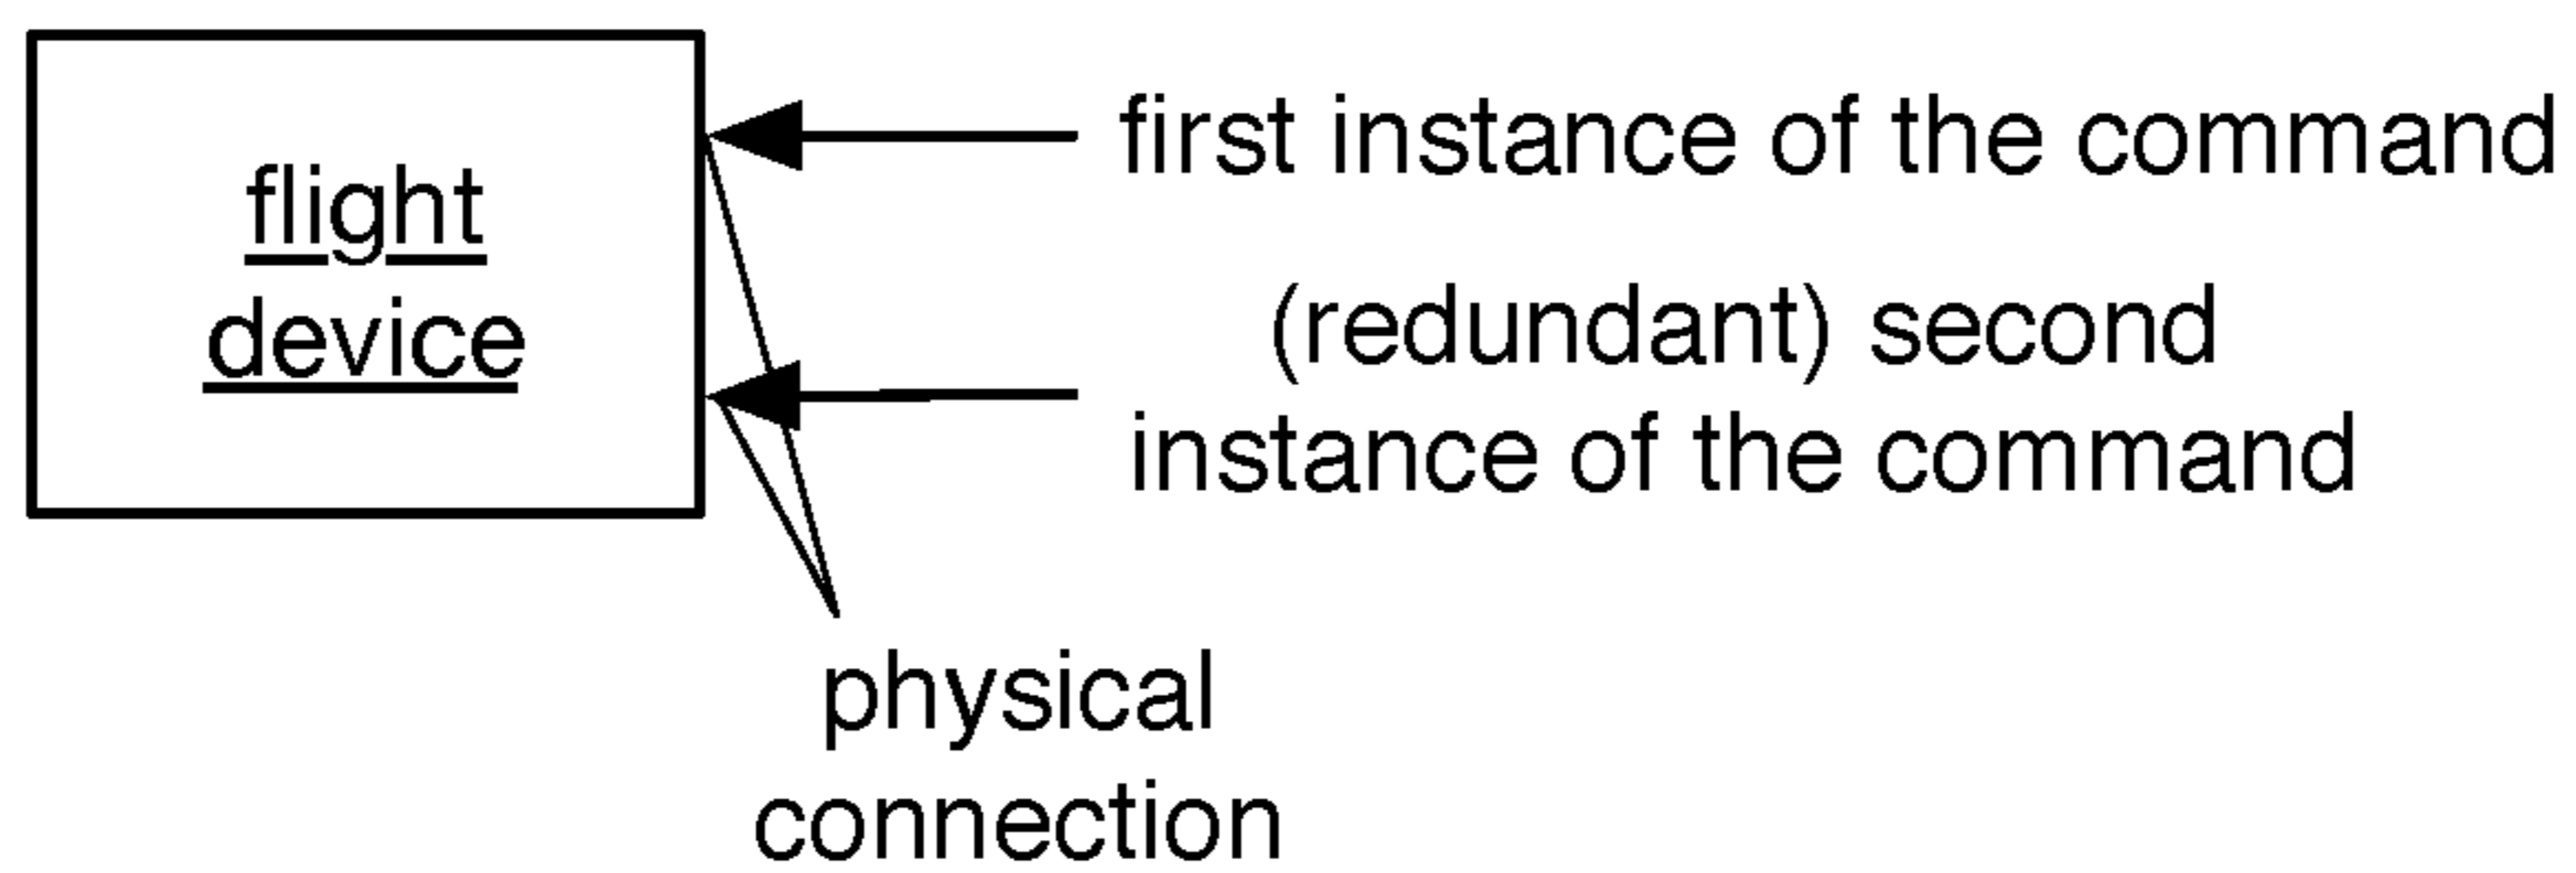 flight
device
first instance of the command
(redundant) second
instance of the command
physical
connection